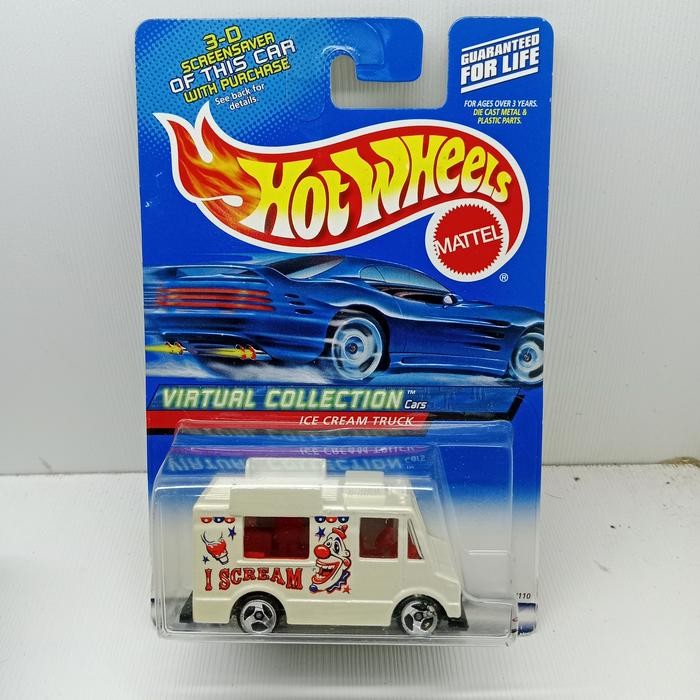 3-D
SCREENSAVER
OF THIS CAR
WITH PURCHASE
See back for
details.
GUARANTEED
FOR LIFE
FOR AGES OVER 3 YEARS.
DIE CAST METAL &
PLASTIC PARTS.
HOT WHEELS
MATTEL
®
VIRTUAL COLLECTION™
Cars
ICE CREAM TRUCK
I SCREAM
110